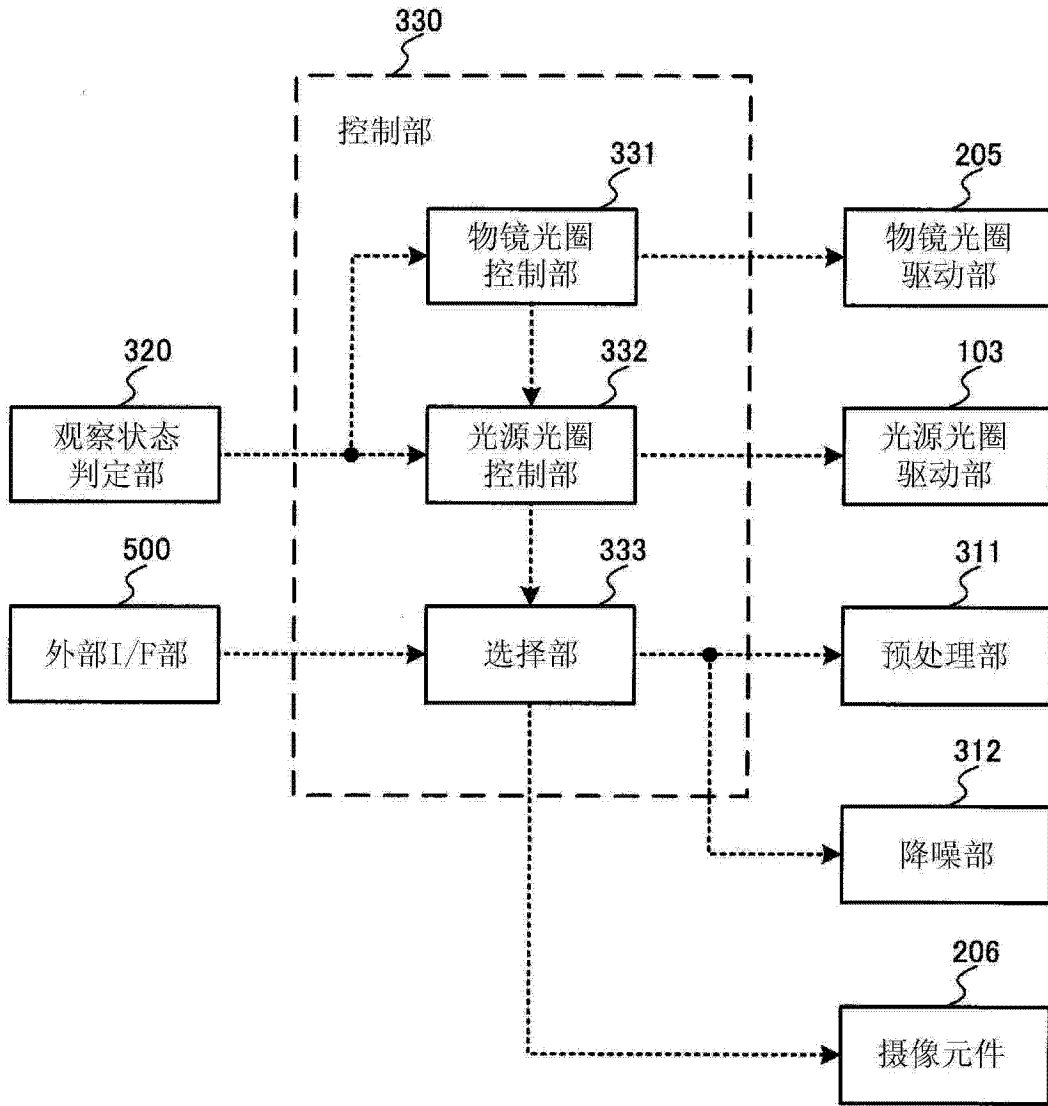 330
控制部
331
物镜光圈
控制部
205
物镜光圈
驱动部
320
观察状态
判定部
332
光源光圈
控制部
103
光源光圈
驱动部
500
外部I/F部
333
选择部
311
预处理部
312
降噪部
206
摄像元件